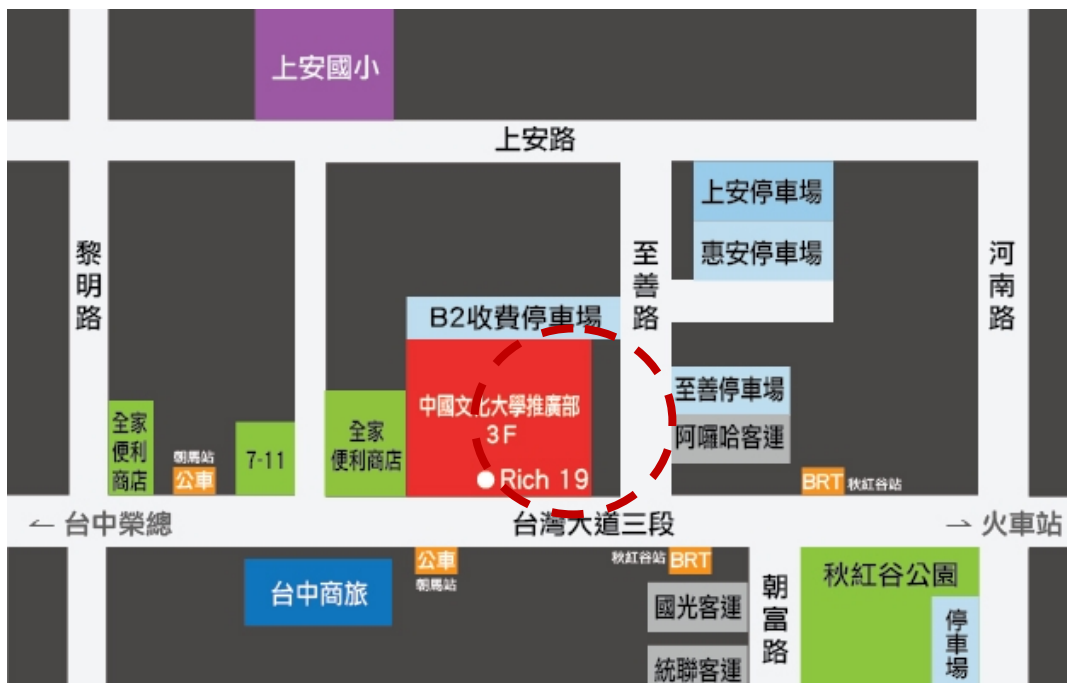 上安國小
上安路
上安停車場
惠安停車場
黎明路
至善路
河南路
B2收費停車場
中國文化大學推廣部
3F
Rich 19
至善停車場
阿囉哈客運
全家
便利
商店
朝馬站
公車
7-11
全家
便利商店
BRT 秋紅谷站
← 台中榮總
台灣大道三段
→ 火車站
公車
朝馬站
秋紅谷站 BRT
台中商旅
國光客運
統聯客運
朝富路
秋紅谷公園
停車場